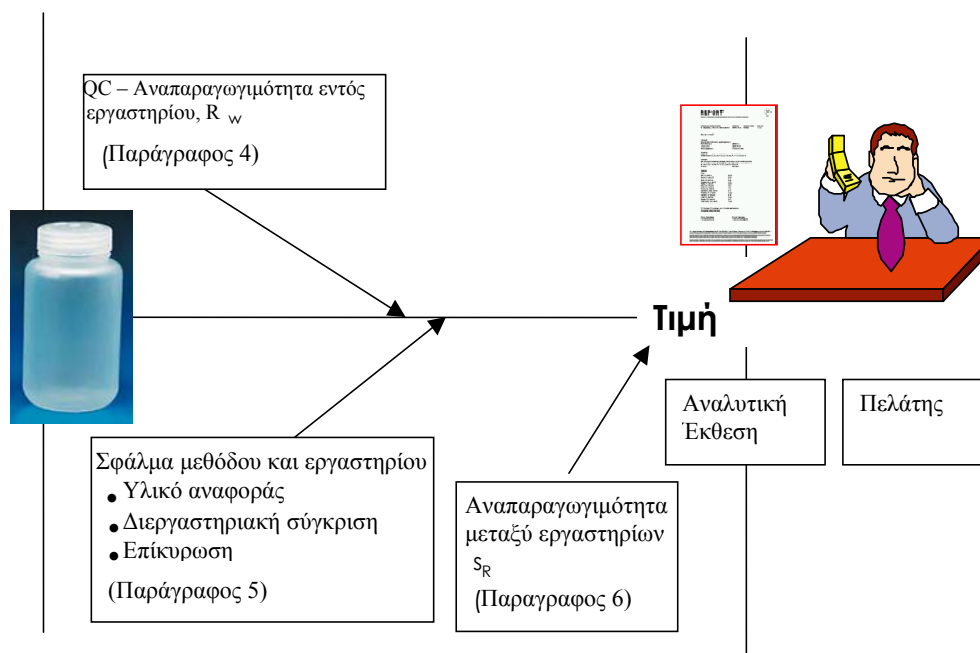 QC – Αναπαραγωγιμότητα εντός
εργαστηρίου, R w
(Παράγραφος 4)
REPORT
Τιμή
Αναλυτική
Έκθεση
Πελάτης
Σφάλμα μεθόδου και εργαστηρίου
• Υλικό αναφοράς
• Διεργαστηριακή σύγκριση
• Επίκυρωση
(Παράγραφος 5)
Αναπαραγωγιμότητα
μεταξύ εργαστηρίων
sR
(Παραγραφος 6)